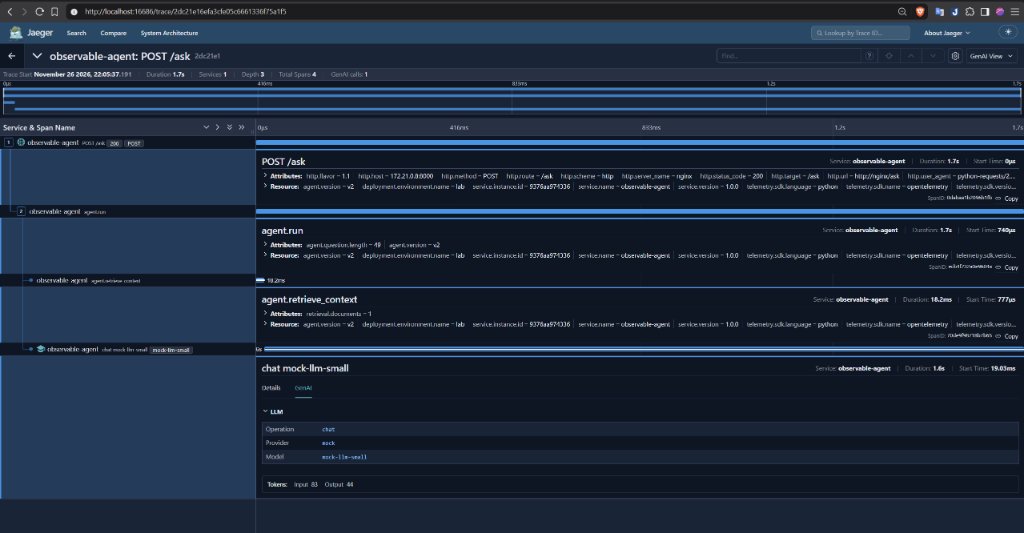 http://localhost:16686/trace/2dc21e16efa3cfe05c6661336f75a1f5
Jaeger Search Compare System Architecture Lookup by Trace ID... About Jaeger
observable-agent: POST /ask 2dc21e1 Find... GenAI View
Trace Start November 26 2026, 22:05:37.191 Duration 1.7s Services 1 Depth 3 Total Spans 4 GenAI calls: 1
0μs 416ms 833ms 1.2s 1.7s
Service & Span Name 0μs 416ms 833ms 1.2s 1.7s
1 observable-agent POST /ask 200 POST
POST /ask Service: observable-agent Duration: 1.7s Start Time: 0μs
Attributes: http.flavor = 1.1 http.host = 172.21.0.8:8000 http.method = POST http.route = /ask http.scheme = http http.server_name = nginx http.status_code = 200 http.target = /ask http.url = http://nginx/ask http.user_agent = python-requests/2...
Resource: agent.version = v2 deployment.environment.name = lab service.instance.id = 9376aa974336 service.name = observable-agent service.version = 1.0.0 telemetry.sdk.language = python telemetry.sdk.name = opentelemetry telemetry.sdk.version...
SpanID: Copy
2 observable-agent agent.run
agent.run Service: observable-agent Duration: 1.7s Start Time: 740μs
Attributes: agent.question.length = 49 agent.version = v2
Resource: agent.version = v2 deployment.environment.name = lab service.instance.id = 9376aa974336 service.name = observable-agent service.version = 1.0.0 telemetry.sdk.language = python telemetry.sdk.name = opentelemetry telemetry.sdk.version...
SpanID: Copy
observable-agent agent.retrieve_context 18.2ms
agent.retrieve_context Service: observable-agent Duration: 18.2ms Start Time: 777μs
Attributes: retrieval.documents = 1
Resource: agent.version = v2 deployment.environment.name = lab service.instance.id = 9376aa974336 service.name = observable-agent service.version = 1.0.0 telemetry.sdk.language = python telemetry.sdk.name = opentelemetry telemetry.sdk.version...
SpanID: Copy
observable-agent chat mock-llm-small mock-llm-small
chat mock-llm-small Service: observable-agent Duration: 1.6s Start Time: 19.03ms
Details GenAI
LLM
Operation chat
Provider mock
Model mock-llm-small
Tokens: Input 83 Output 44